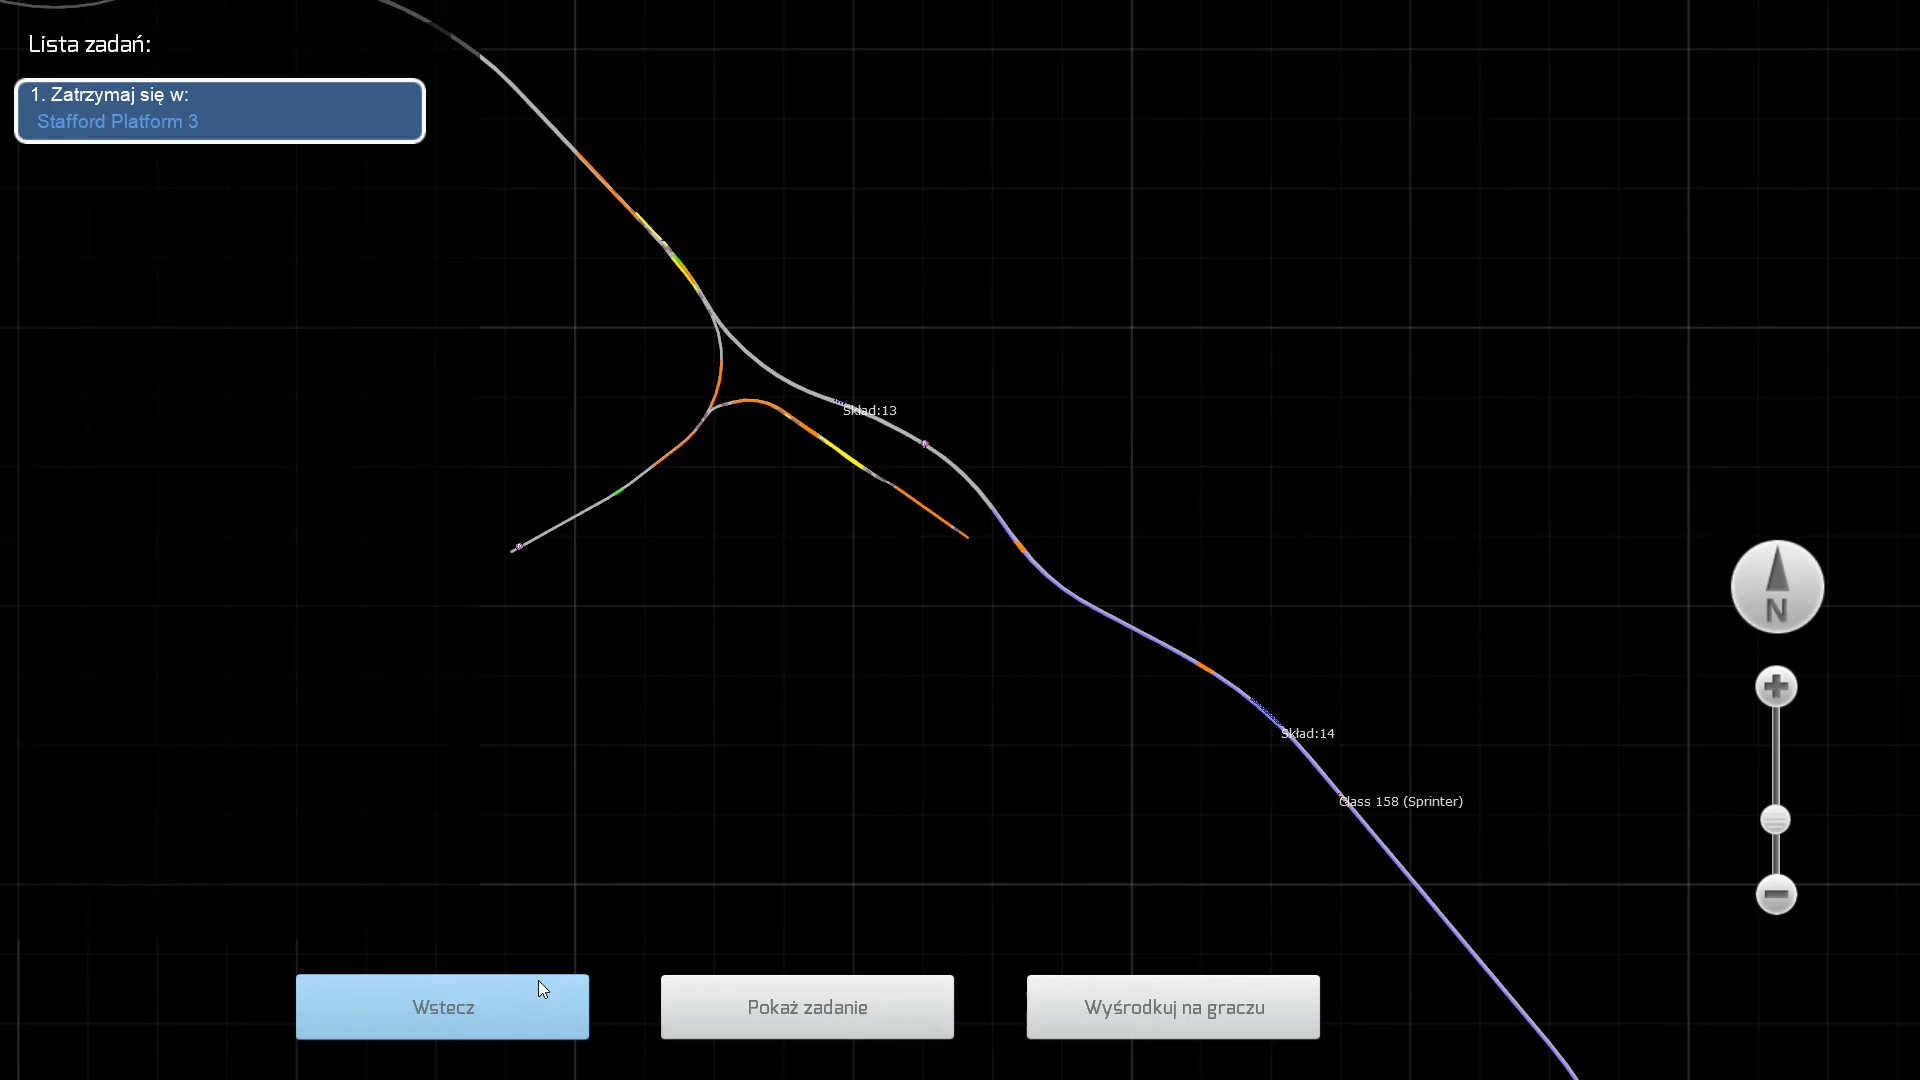 Lista zadań:
1. Zatrzymaj się w:
Stafford Platform 3
Skład:13
Skład:14
Class 158 (Sprinter)
N
Wstecz
Pokaż zadanie
Wyśrodkuj na graczu